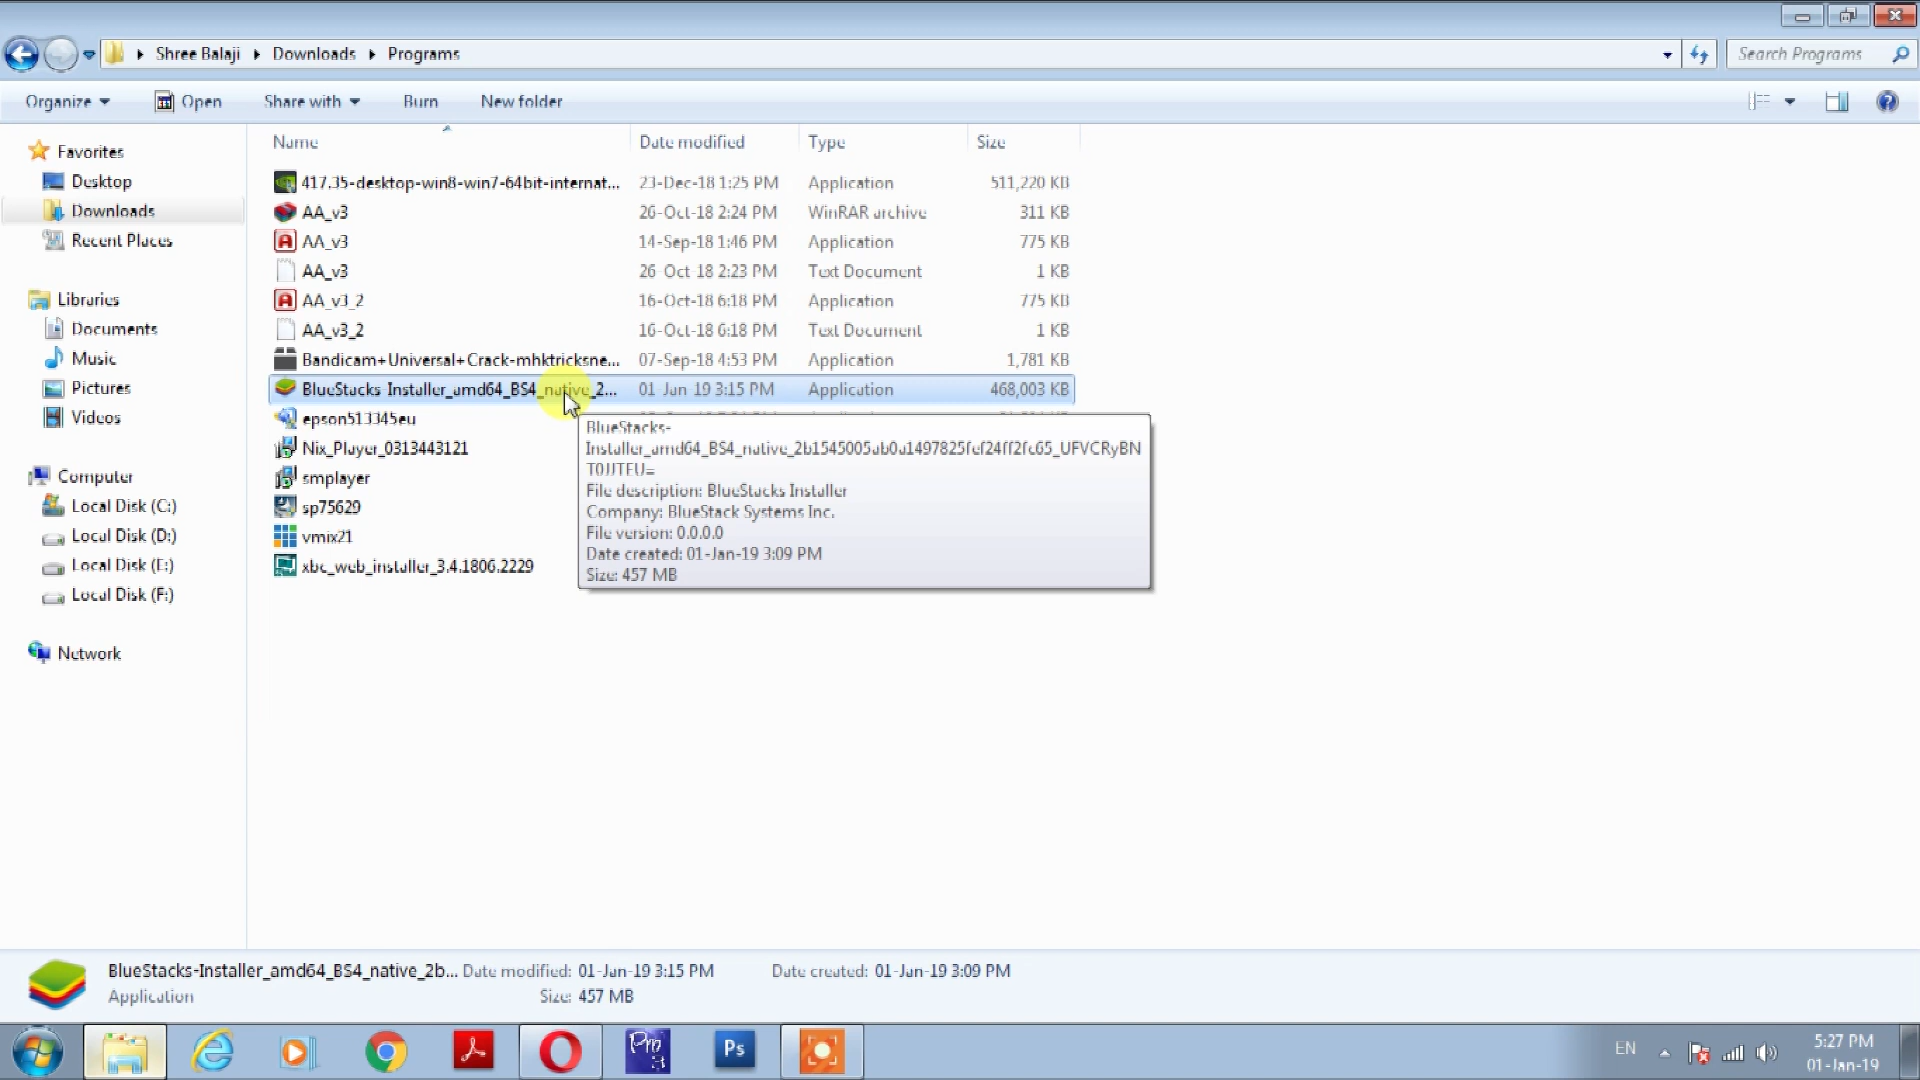 Shree Balaji Downloads Programs
Search Programs
Organize Open Share with Burn New folder
Name Date modified Type Size
Favorites
Desktop
Downloads
Recent Places
Libraries
Documents
Music
Pictures
Videos
Computer
Local Disk (C:)
Local Disk (D:)
Local Disk (E:)
Local Disk (F:)
Network
417.35-desktop-win8-win7-64bit-internat... 23-Dec-18 1:25 PM Application 511,220 KB
AA_v3 26-Oct-18 2:24 PM WinRAR archive 311 KB
AA_v3 14-Sep-18 1:46 PM Application 775 KB
AA_v3 26-Oct-18 2:23 PM Text Document 1 KB
AA_v3_2 16-Oct-18 6:18 PM Application 775 KB
AA_v3_2 16-Oct-18 6:18 PM Text Document 1 KB
Bandicam+Universal+Crack-mhktricksne... 07-Sep-18 4:53 PM Application 1,781 KB
BlueStacks-Installer_amd64_BS4_native_2... 01-Jan-19 3:15 PM Application 468,003 KB
epson513345eu
Nix_Player_0313443121
smplayer
sp75629
vmix21
xbc_web_installer_3.4.1806.2229
BlueStacks-
Installer_amd64_BS4_native_2b1545005ab0a1497825fef24ff2fc65_UFVCRyBN
File description: BlueStacks Installer
Company: BlueStack Systems Inc.
File version: 0.0.0.0
Date created: 01-Jan-19 3:09 PM
Size: 457 MB
BlueStacks-Installer_amd64_BS4_native_2b... Date modified: 01-Jan-19 3:15 PM Date created: 01-Jan-19 3:09 PM
Application Size: 457 MB
Ps
EN
5:27 PM
01-Jan-19